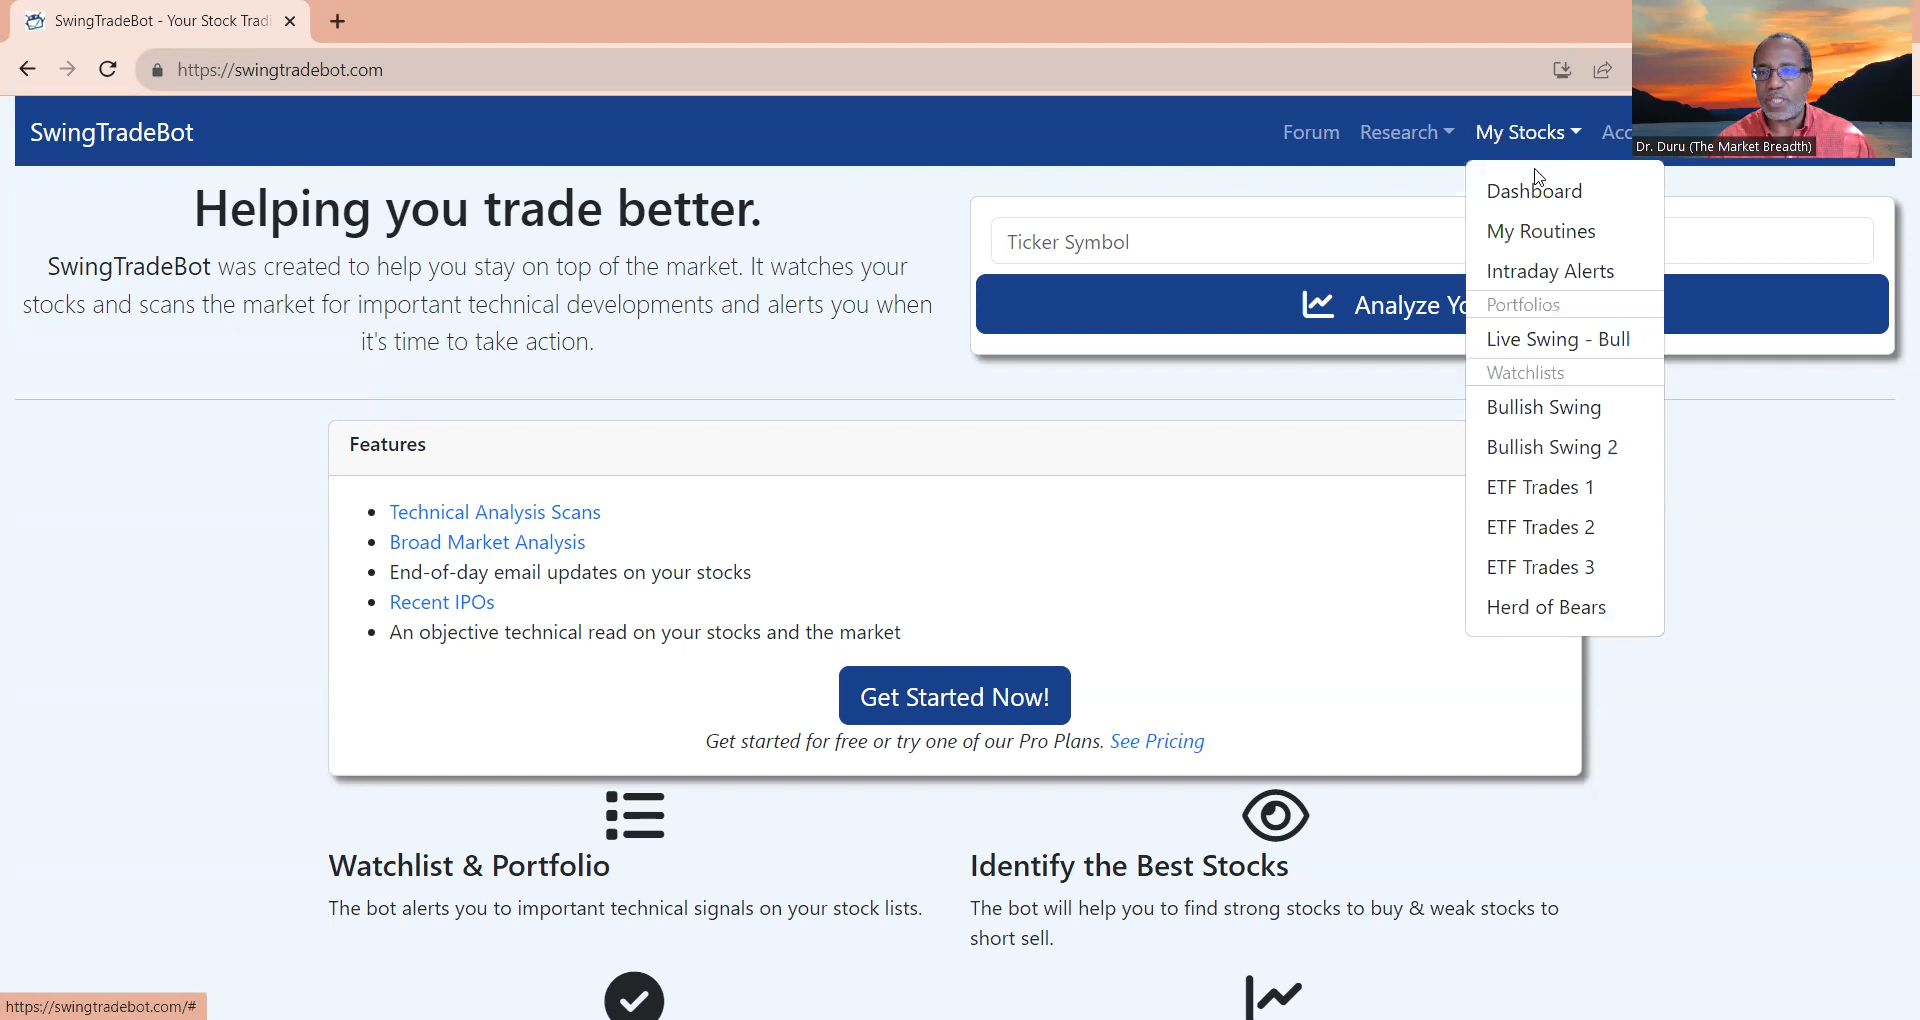 SwingTradeBot - Your Stock Tradi
https://swingtradebot.com
SwingTradeBot
Forum
Research
My Stocks
Acc
Dr. Duru (The Market Breadth)
Helping you trade better.
SwingTradeBot was created to help you stay on top of the market. It watches your
stocks and scans the market for important technical developments and alerts you when
it's time to take action.
Ticker Symbol
Analyze Yo
Dashboard
My Routines
Intraday Alerts
Portfolios
Live Swing - Bull
Watchlists
Bullish Swing
Bullish Swing 2
ETF Trades 1
ETF Trades 2
ETF Trades 3
Herd of Bears
Features
Technical Analysis Scans
Broad Market Analysis
End-of-day email updates on your stocks
Recent IPOs
An objective technical read on your stocks and the market
Get Started Now!
Get started for free or try one of our Pro Plans. See Pricing
Watchlist & Portfolio
The bot alerts you to important technical signals on your stock lists.
Identify the Best Stocks
The bot will help you to find strong stocks to buy & weak stocks to
short sell.
https://swingtradebot.com/#